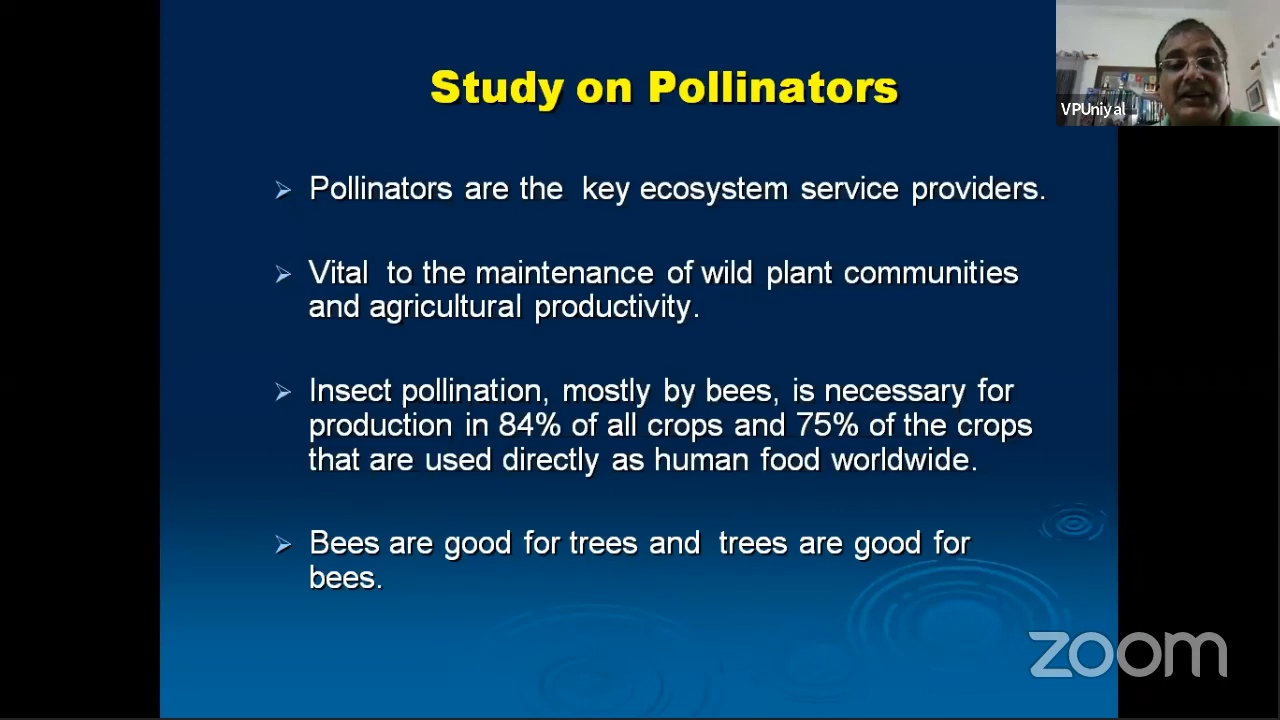 Study on Pollinators
VPUniyal
Pollinators are the key ecosystem service providers.
Vital to the maintenance of wild plant communities
and agricultural productivity.
Insect pollination, mostly by bees, is necessary for
production in 84% of all crops and 75% of the crops
that are used directly as human food worldwide.
Bees are good for trees and trees are good for
bees.
zoom